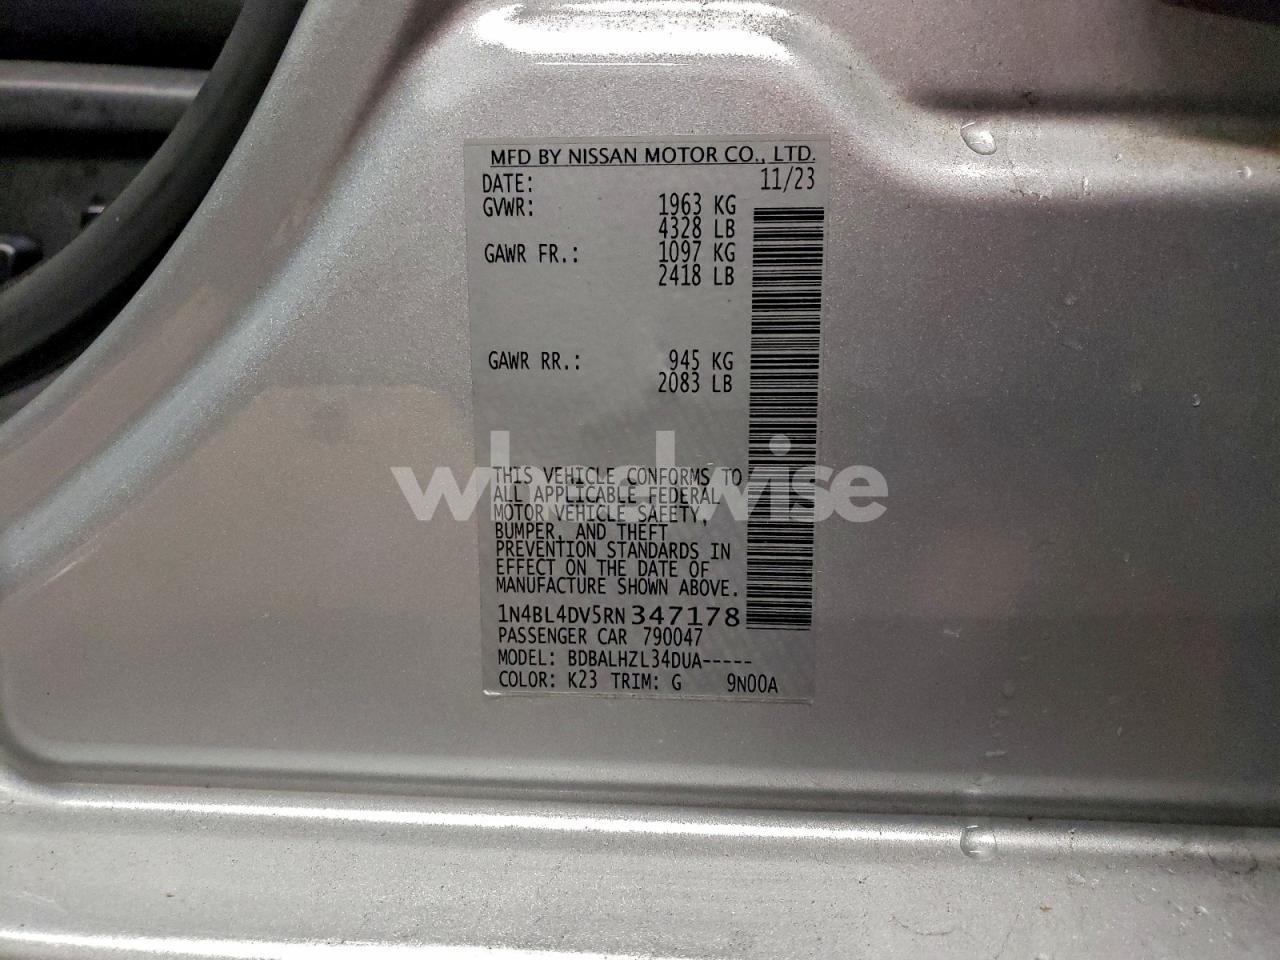 MFD BY NISSAN MOTOR CO., LTD.
DATE: 11/23
GVWR: 1963 KG
4328 LB
GAWR FR.: 1097 KG
2418 LB
GAWR RR.: 945 KG
2083 LB
THIS VEHICLE CONFORMS TO
ALL APPLICABLE FEDERAL
MOTOR VEHICLE SAFETY,
BUMPER, AND THEFT
PREVENTION STANDARDS IN
EFFECT ON THE DATE OF
MANUFACTURE SHOWN ABOVE.
1N4BL4DV5RN347178
PASSENGER CAR 790047
MODEL: BDBALHZL34DUA-----
COLOR: K23 TRIM: G 9N00A
wheelwise